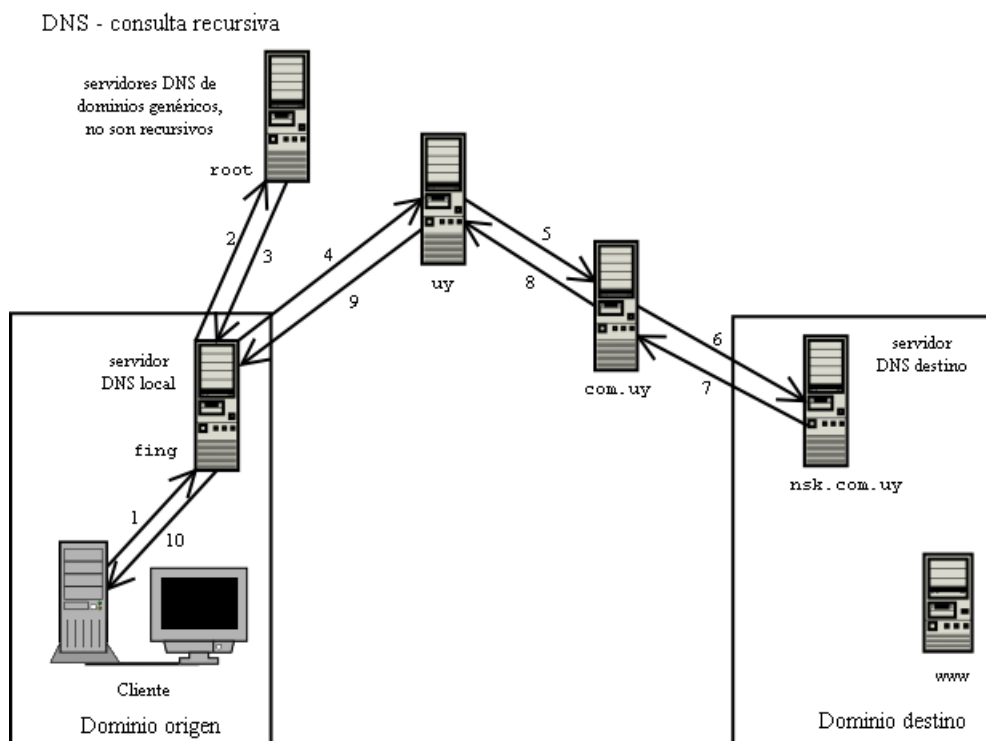 DNS - consulta recursiva
servidores DNS de
dominios genéricos,
no son recursivos
root
2
3
4
9
uy
5
8
com.uy
6
7
servidor
DNS local
fing
1
10
Cliente
Dominio origen
servidor
DNS destino
nsk.com.uy
www
Dominio destino